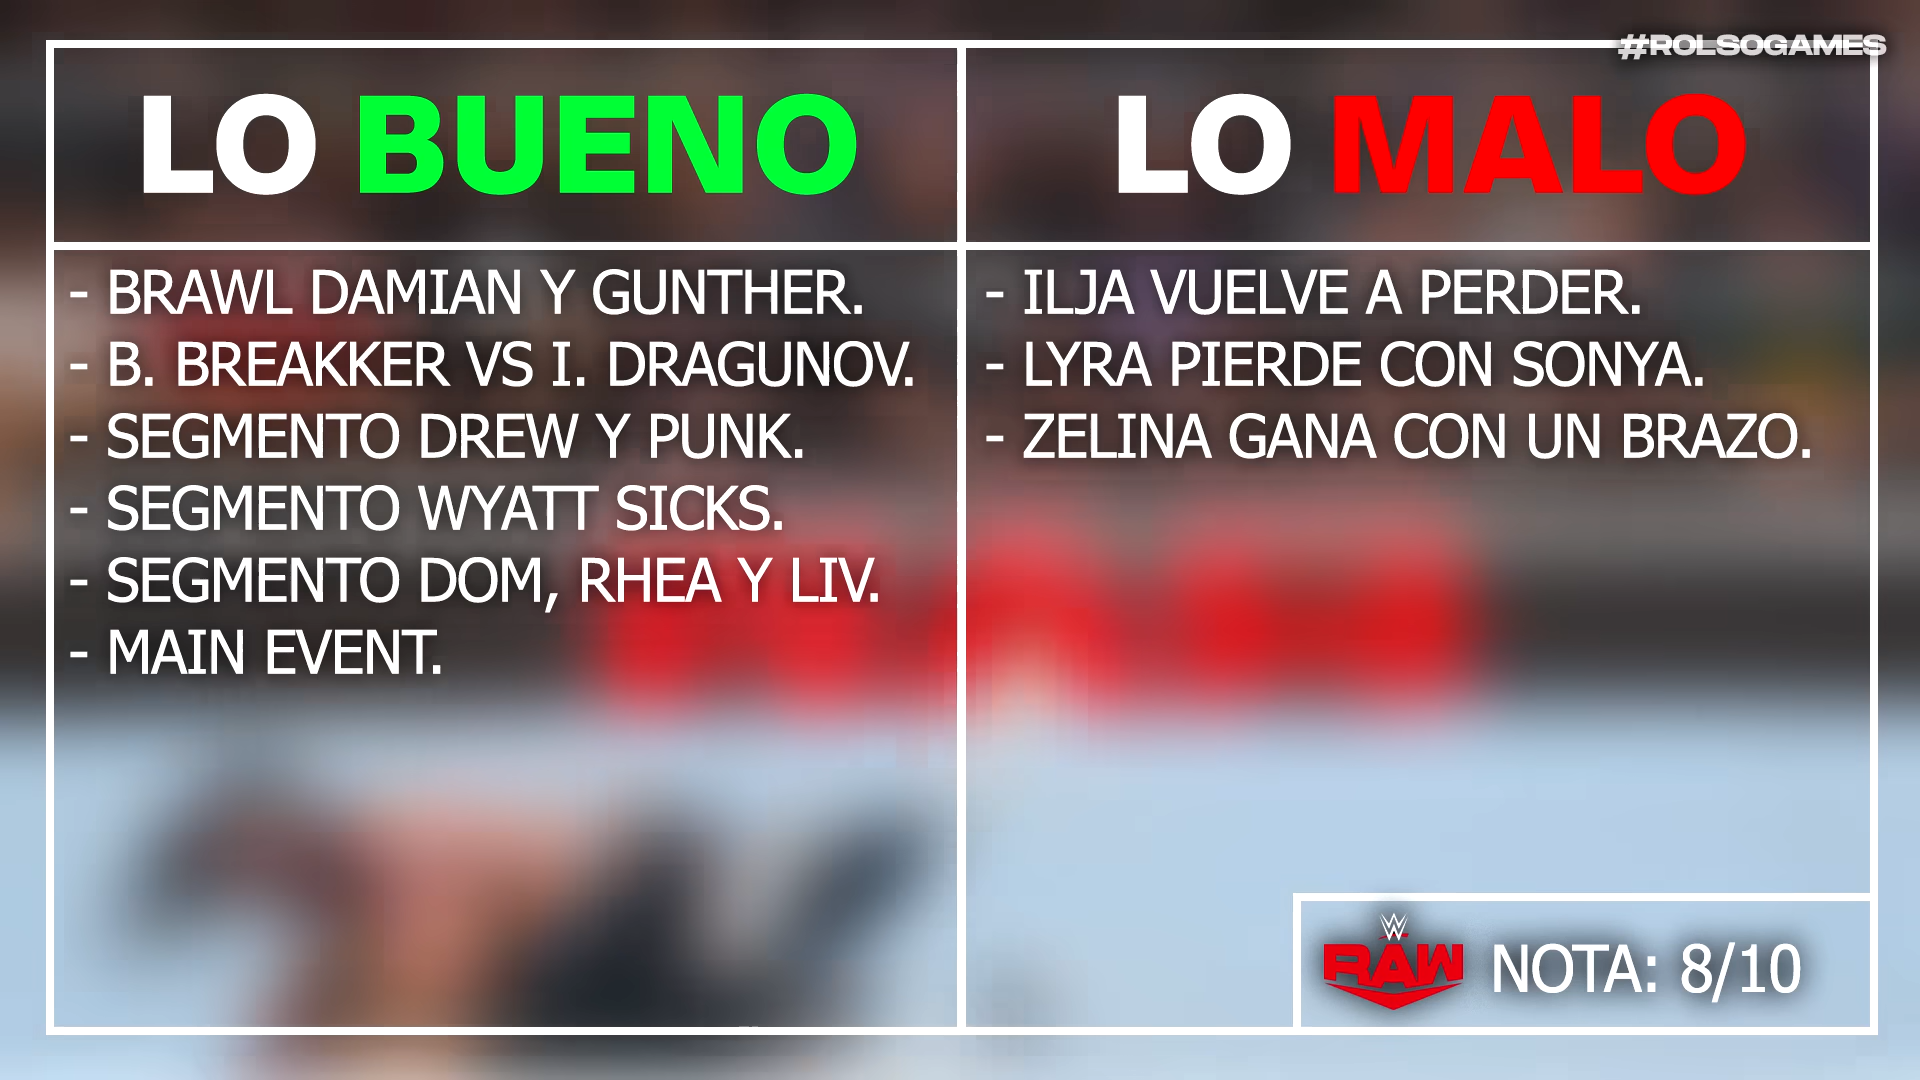 #ROLSOGAMES
LO BUENO
- BRAWL DAMIAN Y GUNTHER.
- B. BREAKKER VS I. DRAGUNOV.
- SEGMENTO DREW Y PUNK.
- SEGMENTO WYATT SICKS.
- SEGMENTO DOM, RHEA Y LIV.
- MAIN EVENT.
LO MALO
- ILJA VUELVE A PERDER.
- LYRA PIERDE CON SONYA.
- ZELINA GANA CON UN BRAZO.
W
RAW
NOTA: 8/10